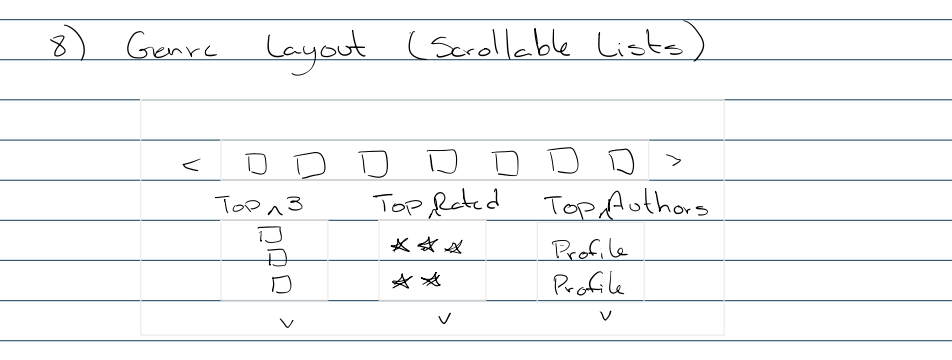 8) Genre Layout (Scrollable Lists)
< >
Top ^ 3 Top ^ Rated Top ^ Authors
Profile
Profile
v v v